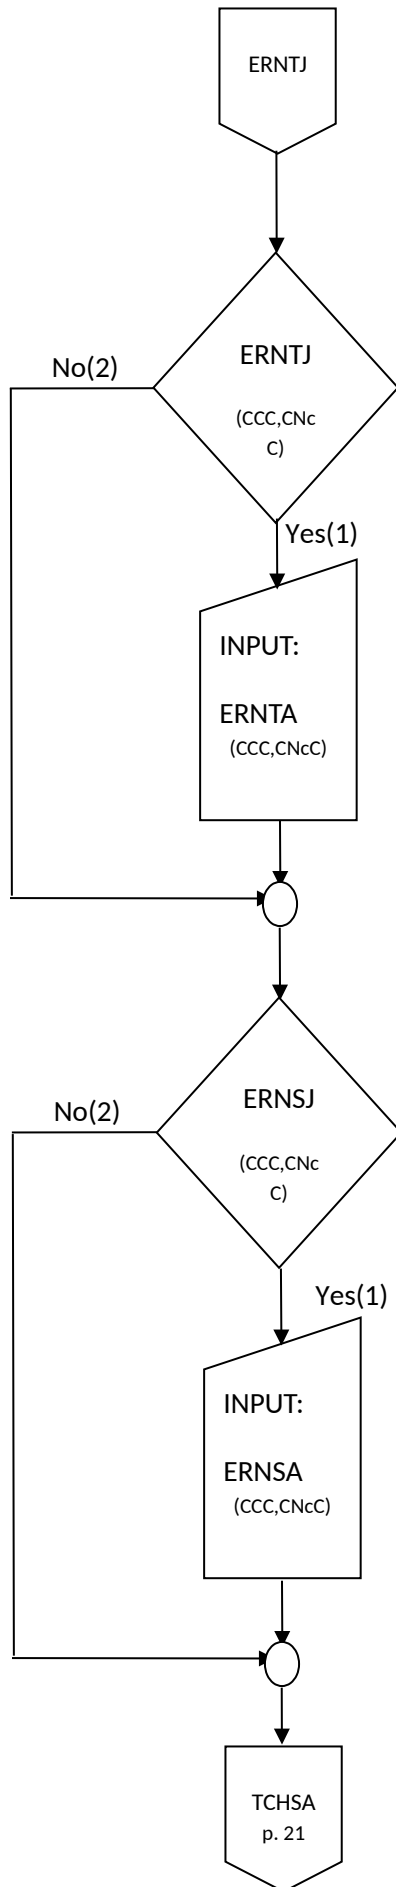 ERNTJ
ERNTJ
No(2)
(CCC,CNc
C)
Yes(1)
INPUT:
ERNTA
(CCC,CNcC)
ERNSJ
No(2)
(CCC,CNc
C)
Yes(1)
INPUT:
ERNSA
(CCC,CNcC)
TCHSA
p. 21